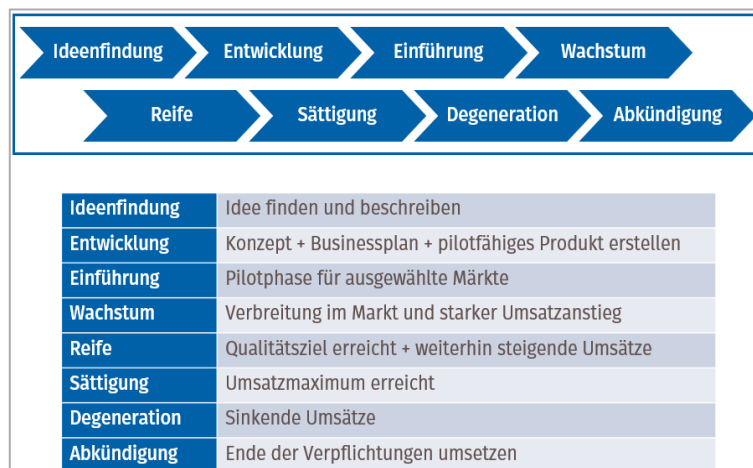 Ideenfindung Entwicklung Einführung Wachstum
Reife Sättigung Degeneration Abkündigung
Ideenfindung Idee finden und beschreiben
Entwicklung Konzept + Businessplan + pilotfähiges Produkt erstellen
Einführung Pilotphase für ausgewählte Märkte
Wachstum Verbreitung im Markt und starker Umsatzanstieg
Reife Qualitätsziel erreicht + weiterhin steigende Umsätze
Sättigung Umsatzmaximum erreicht
Degeneration Sinkende Umsätze
Abkündigung Ende der Verpflichtungen umsetzen